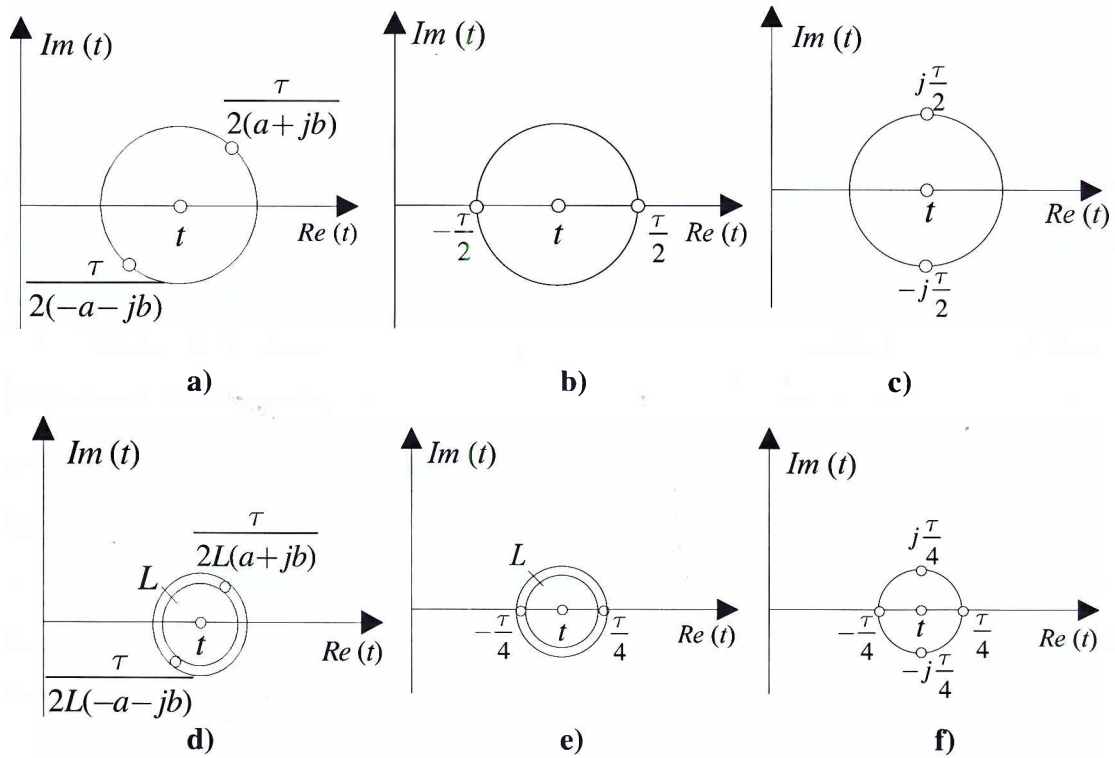 Im (t)
τ
2(a+jb)
t
Re (t)
τ
2(−a−jb)
a)
Im (t)
−τ/2
t
τ/2
Re (t)
b)
Im (t)
jτ/2
t
Re (t)
−jτ/2
c)
Im (t)
τ
2L(a+jb)
L
t
Re (t)
τ
2L(−a−jb)
d)
Im (t)
L
−τ/4
t
τ/4
Re (t)
e)
Im (t)
jτ/4
−τ/4
t
τ/4
Re (t)
−jτ/4
f)